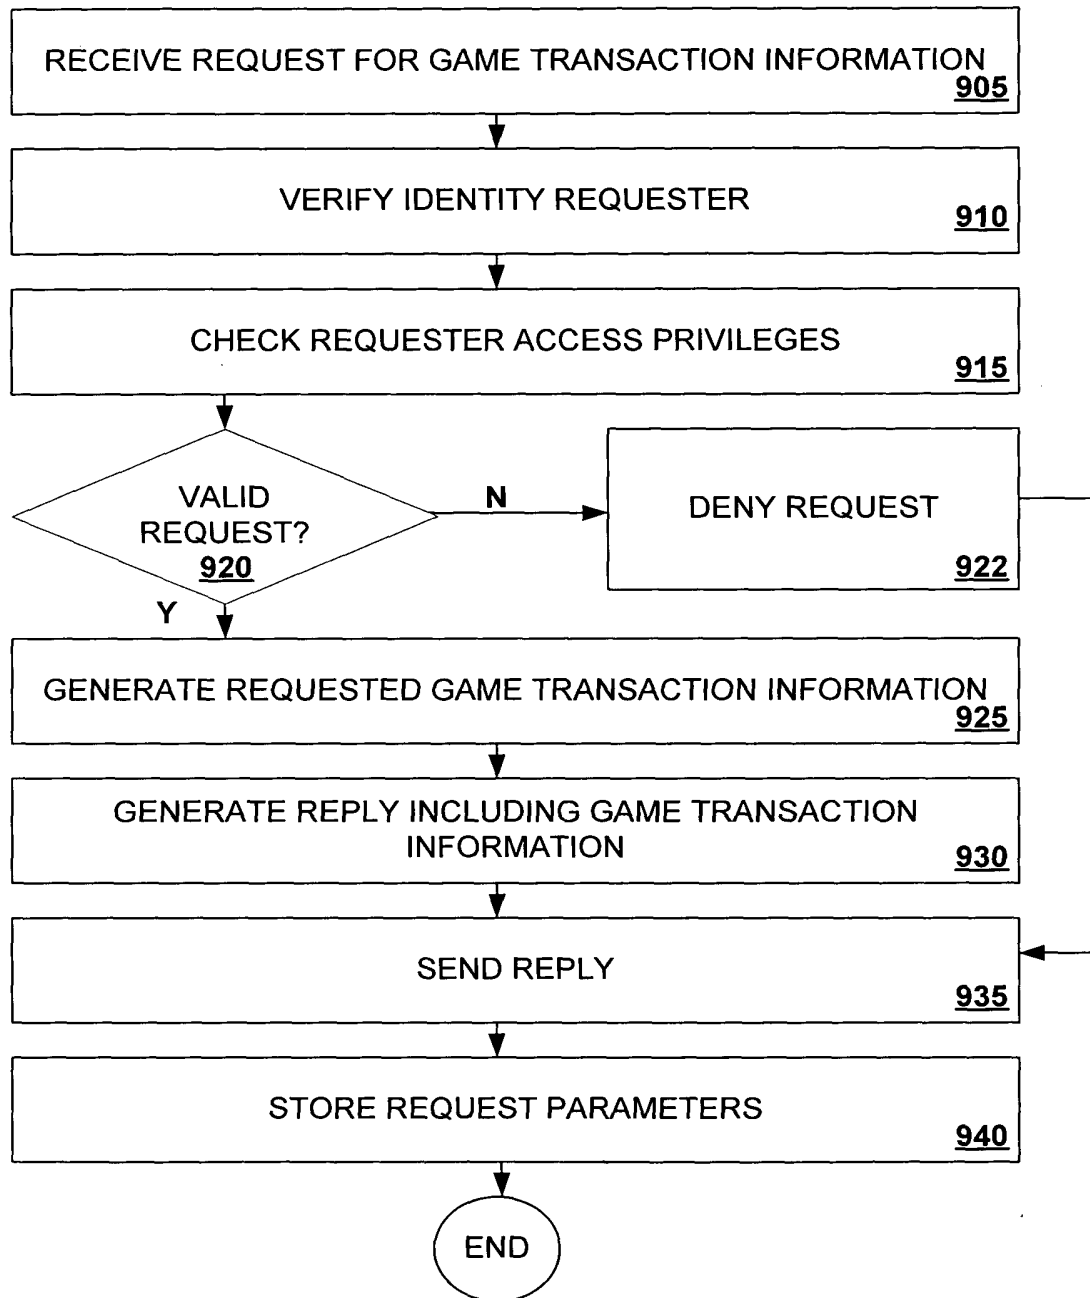 RECEIVE REQUEST FOR GAME TRANSACTION INFORMATION
905
VERIFY IDENTITY REQUESTER
910
CHECK REQUESTER ACCESS PRIVILEGES
915
VALID
REQUEST?
920
N
DENY REQUEST
922
Y
GENERATE REQUESTED GAME TRANSACTION INFORMATION
925
GENERATE REPLY INCLUDING GAME TRANSACTION
INFORMATION
930
SEND REPLY
935
STORE REQUEST PARAMETERS
940
END